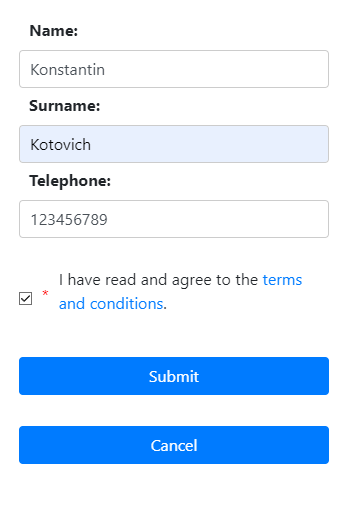 Name:
Konstantin
Surname:
Kotovich
Telephone:
123456789
* I have read and agree to the terms
and conditions.
Submit
Cancel